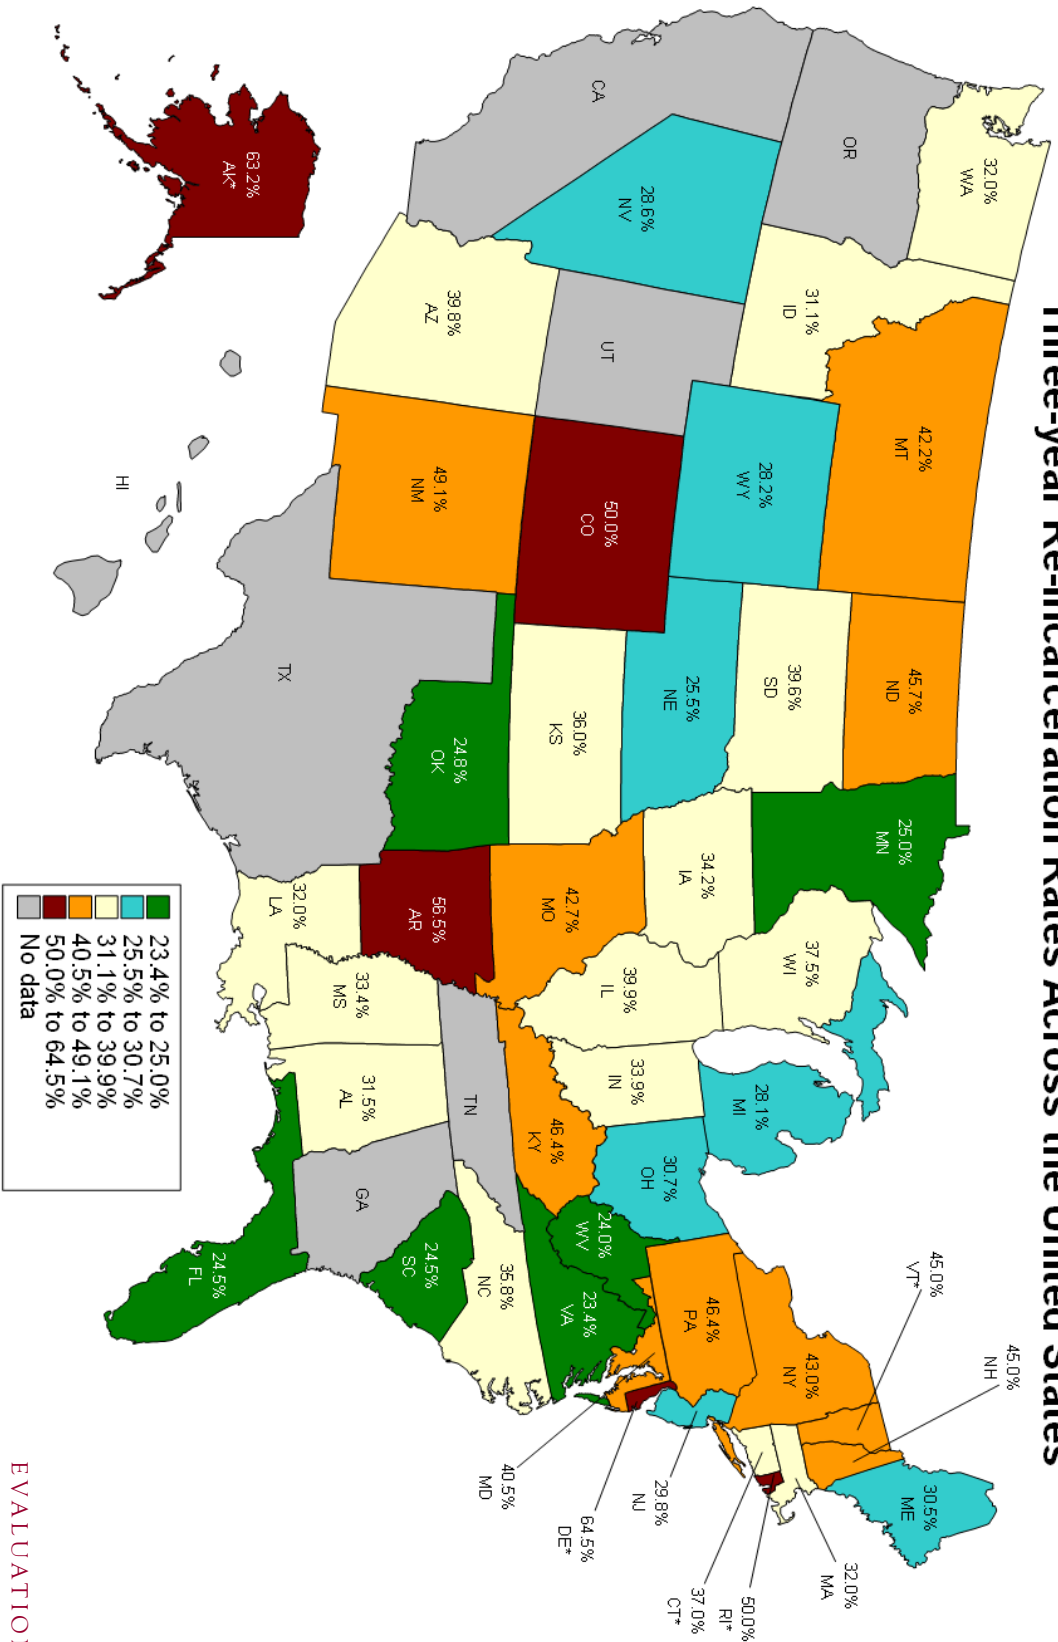 Three-year Re-Incarceration Rates Across the United States
32.0%
WA
OR
CA
28.6%
NV
31.1%
ID
42.2%
MT
28.2%
WY
UT
39.8%
AZ
50.0%
CO
49.1%
NM
45.7%
ND
39.6%
SD
25.5%
NE
36.0%
KS
24.8%
OK
TX
25.0%
MN
34.2%
IA
42.7%
MO
56.5%
AR
32.0%
LA
37.5%
WI
39.9%
IL
33.9%
IN
28.1%
MI
30.7%
OH
46.4%
KY
TN
33.4%
MS
31.5%
AL
GA
24.5%
FL
24.5%
SC
35.8%
NC
23.4%
VA
24.0%
WV
46.4%
PA
43.0%
NY
45.0%
VT*
45.0%
NH
30.5%
ME
32.0%
MA
50.0%
RI*
37.0%
CT*
29.8%
NJ
64.5%
DE*
40.5%
MD
63.2%
AK*
HI
23.4% to 25.0%
25.5% to 30.7%
31.1% to 39.9%
40.5% to 49.1%
50.0% to 64.5%
No data
EVALUATIO